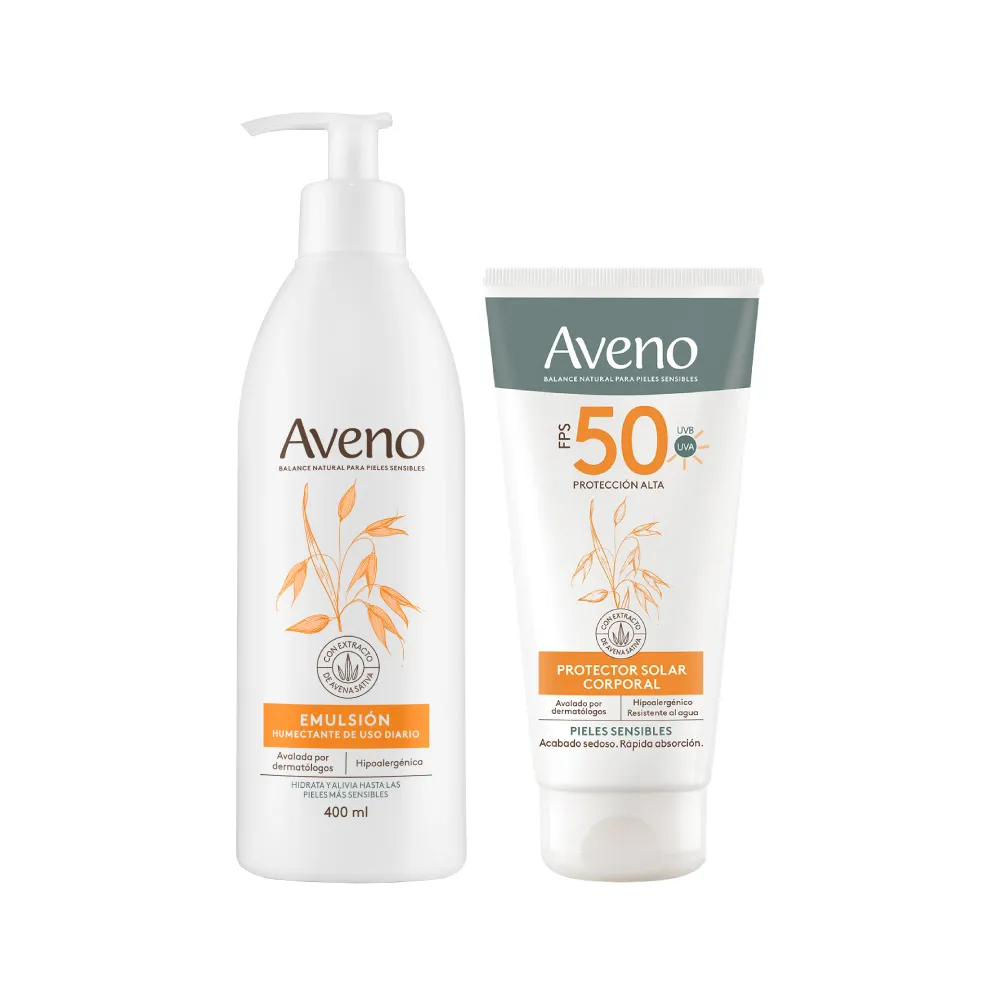 Aveno
BALANCE NATURAL PARA PIELES SENSIBLES
CON EXTRACTO
DE AVENA SATIVA
EMULSIÓN
HUMECTANTE DE USO DIARIO
Avalada por
dermatólogos
Hipoalergénica
HIDRATA Y ALIVIA HASTA LAS
PIELES MÁS SENSIBLES
400 ml
Aveno
BALANCE NATURAL PARA PIELES SENSIBLES
FPS 50
UVB
UVA
PROTECCIÓN ALTA
CON EXTRACTO
DE AVENA SATIVA
PROTECTOR SOLAR
CORPORAL
Avalado por
dermatólogos
Hipoalergénico
Resistente al agua
PIELES SENSIBLES
Acabado sedoso. Rápida absorción.